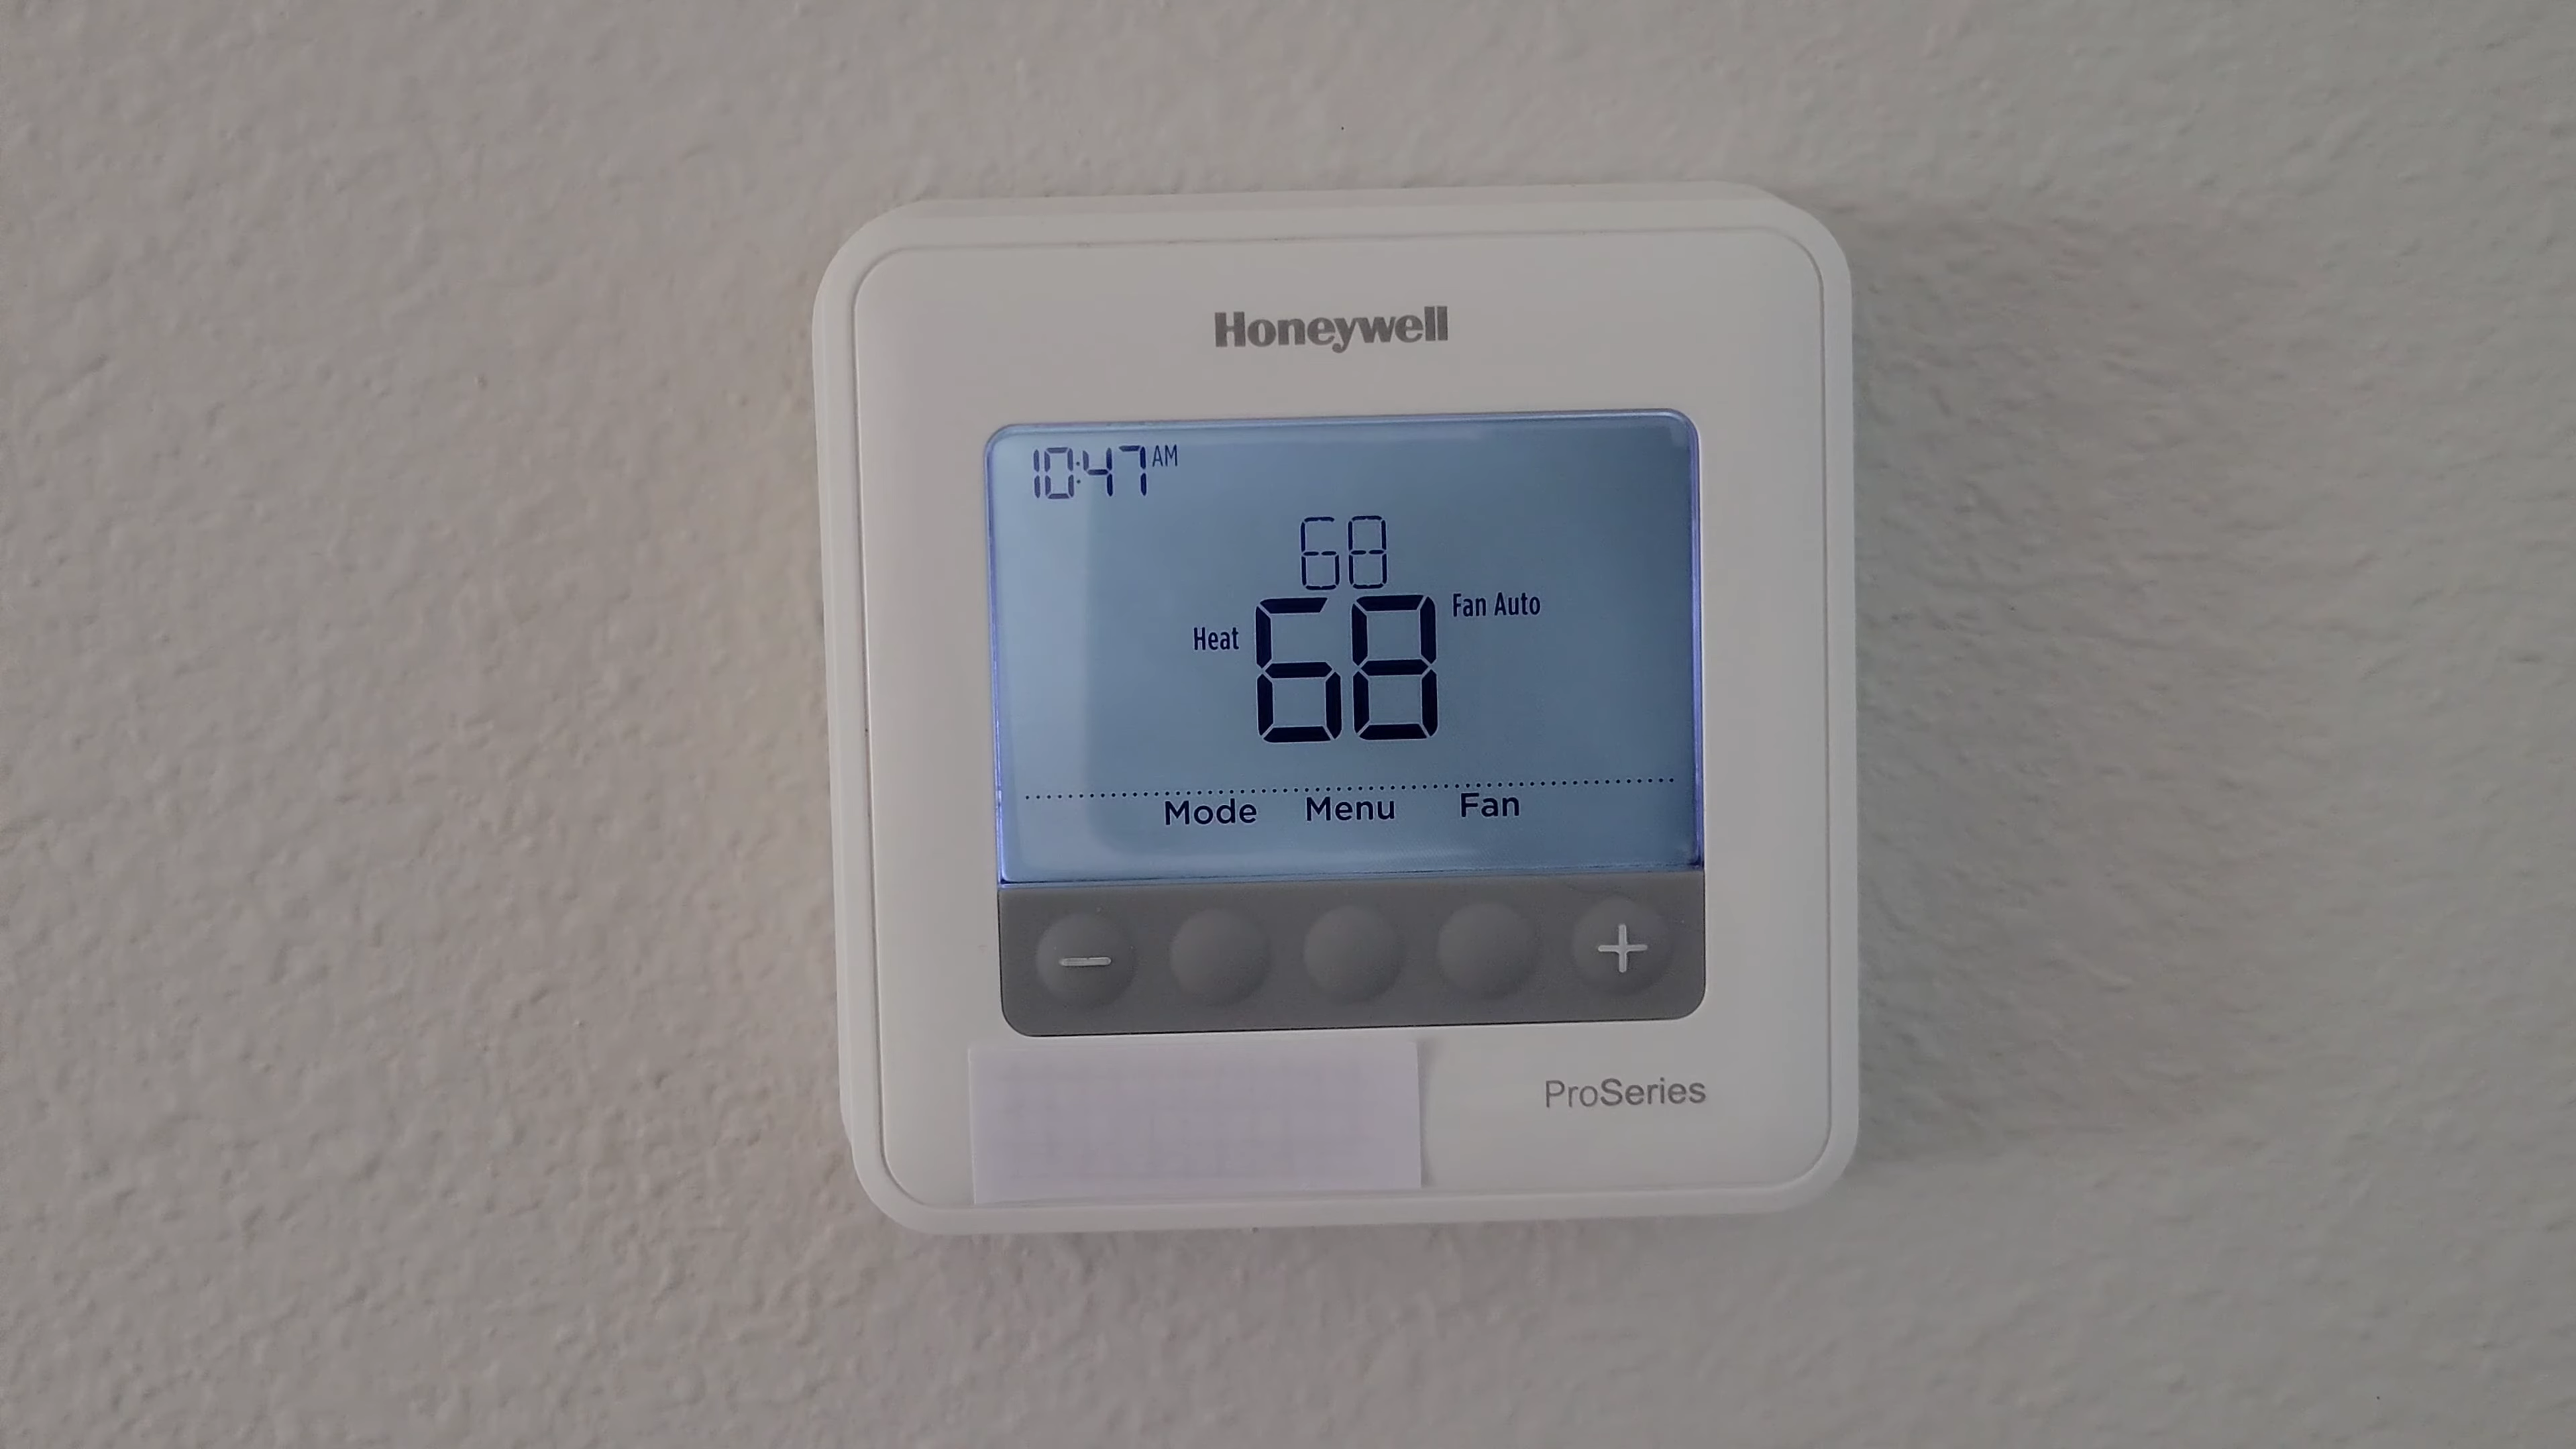 Honeywell
10:47 AM
68
Heat 68 Fan Auto
Mode Menu Fan
− +
ProSeries